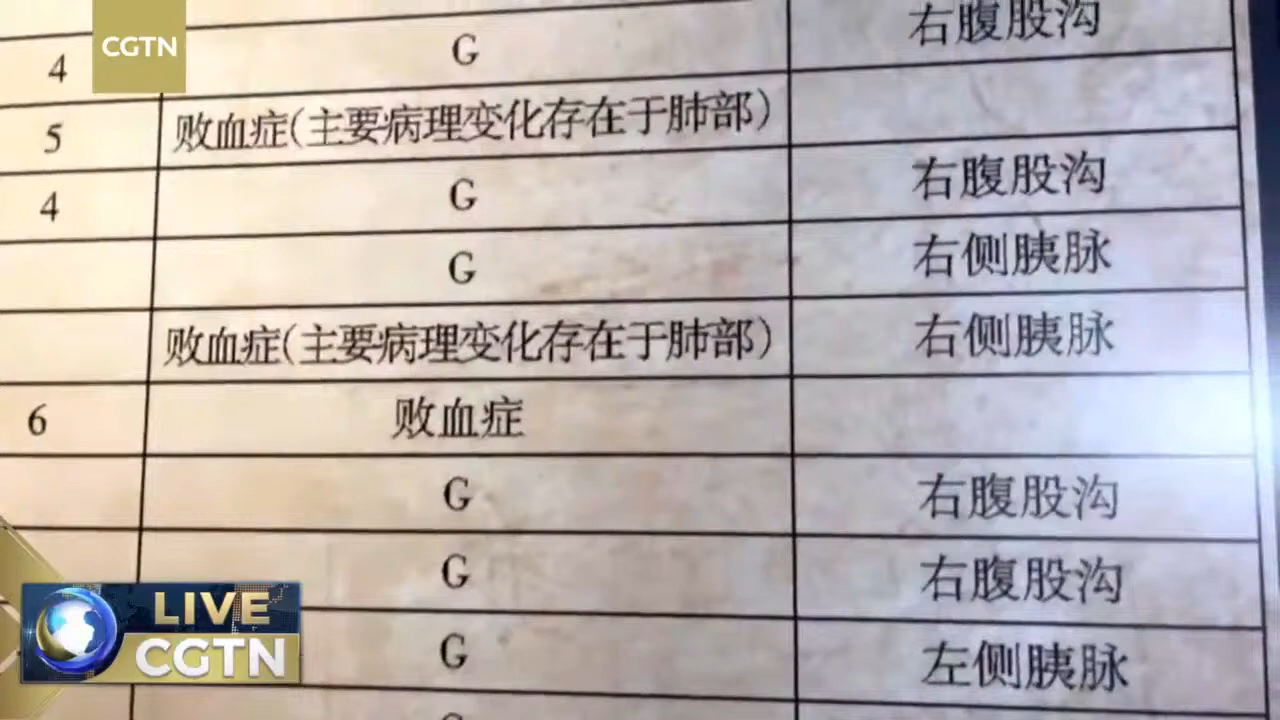 CGTN
4 G 右腹股沟
5 败血症(主要病理变化存在于肺部)
4 G 右腹股沟
G 右侧胰脉
败血症(主要病理变化存在于肺部) 右侧胰脉
6 败血症
G 右腹股沟
G 右腹股沟
G 左侧胰脉
LIVE
CGTN